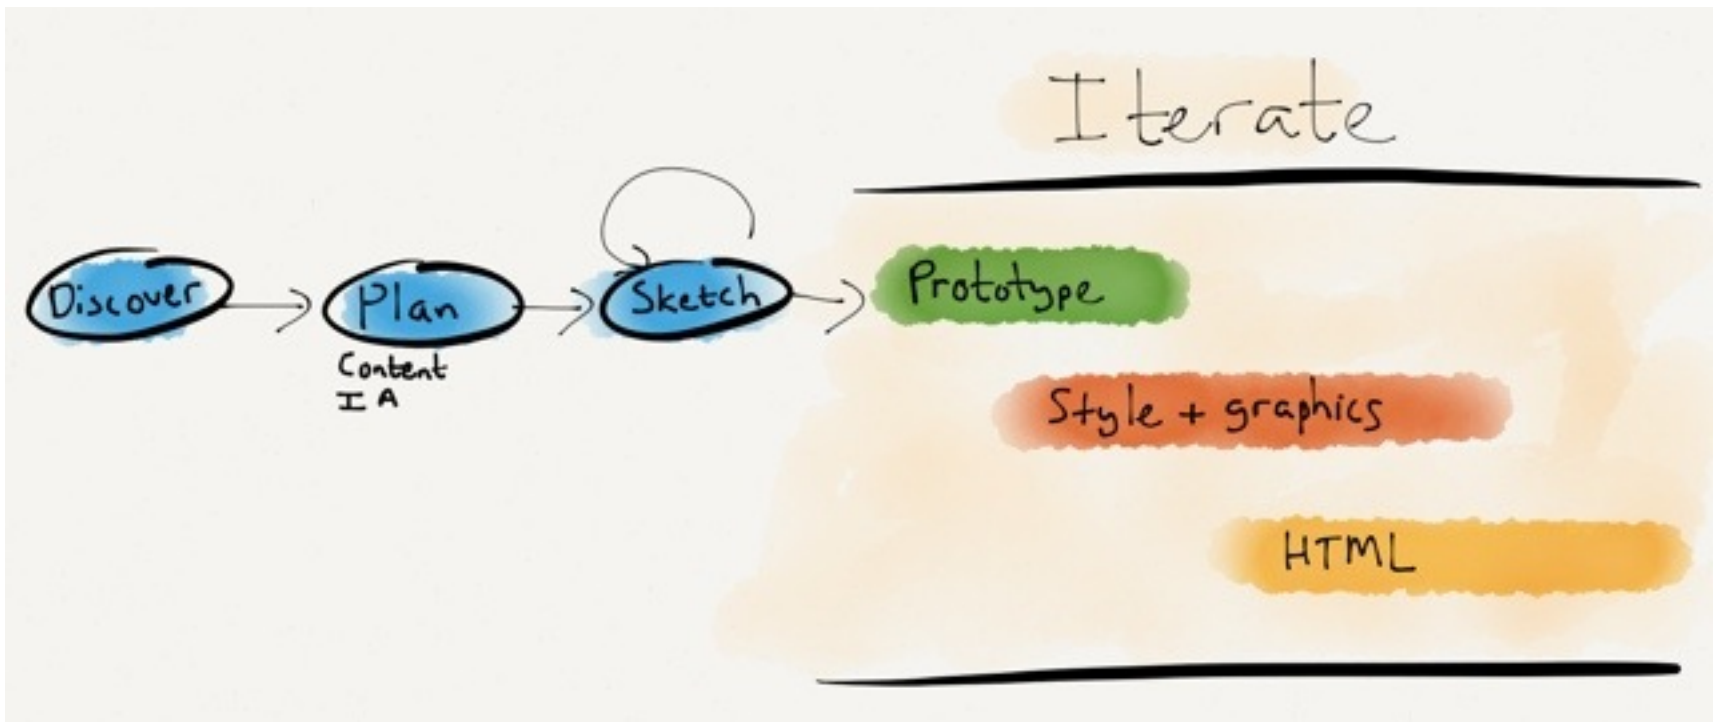 Iterate
Discover
Plan
Sketch
Prototype
Content
IA
Style + graphics
HTML